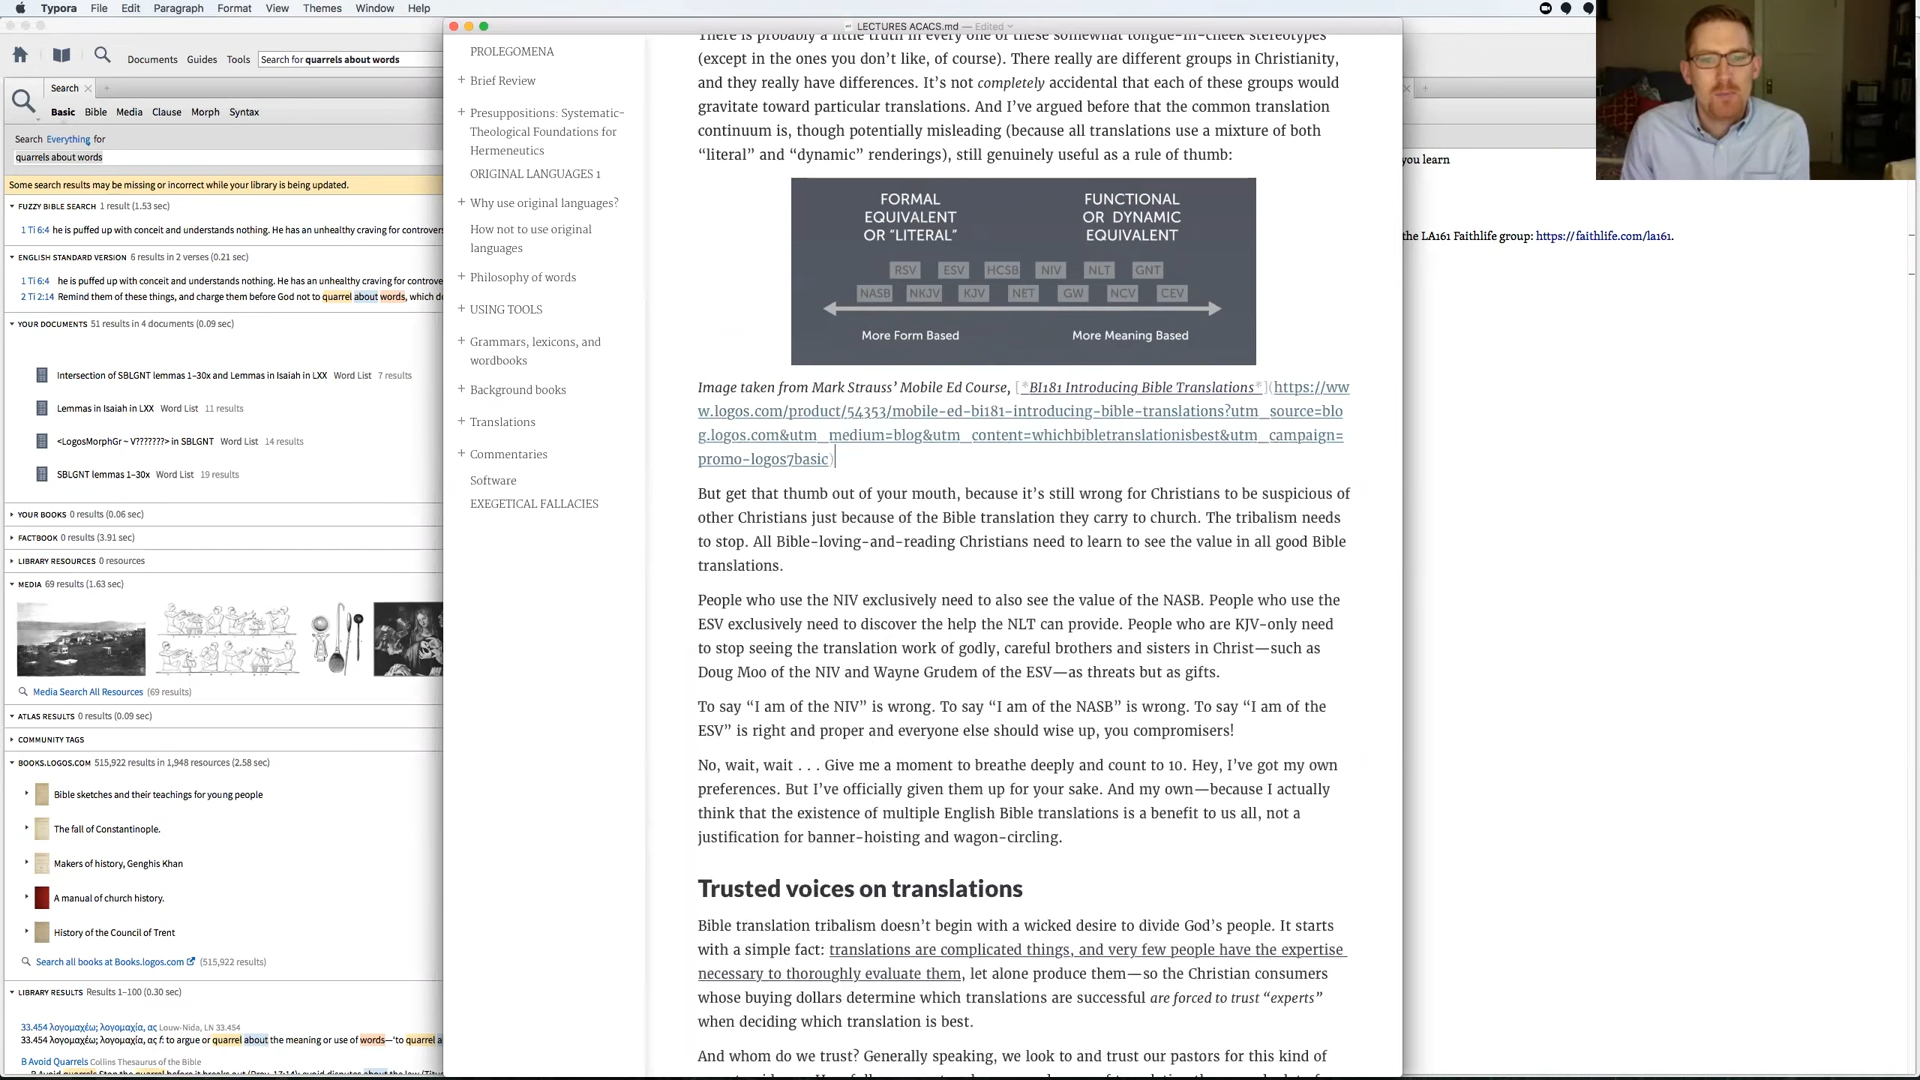 Typora File Edit Paragraph Format View Themes Window Help
LECTURES ACACS.md — Edited
Documents Guides Tools Search for quarrels about words
Search
Basic Bible Media Clause Morph Syntax
Search Everything for
quarrels about words
Some search results may be missing or incorrect while your library is being updated.
FUZZY BIBLE SEARCH 1 result (1.53 sec)
1 Ti 6:4 he is puffed up with conceit and understands nothing. He has an unhealthy craving for controvers
ENGLISH STANDARD VERSION 6 results in 2 verses (0.21 sec)
1 Ti 6:4 he is puffed up with conceit and understands nothing. He has an unhealthy craving for controvers
2 Ti 2:14 Remind them of these things, and charge them before God not to quarrel about words, which d
YOUR DOCUMENTS 51 results in 4 documents (0.09 sec)
Intersection of SBLGNT lemmas 1–30x and Lemmas in Isaiah in LXX Word List 7 results
Lemmas in Isaiah in LXX Word List 11 results
<LogosMorphGr ~ V???????> in SBLGNT Word List 14 results
SBLGNT lemmas 1–30x Word List 19 results
YOUR BOOKS 0 results (0.06 sec)
FACTBOOK 0 results (3.91 sec)
LIBRARY RESOURCES 0 resources
MEDIA 69 results (1.63 sec)
Media Search All Resources (69 results)
ATLAS RESULTS 0 results (0.09 sec)
COMMUNITY TAGS
BOOKS.LOGOS.COM 515,922 results in 1,948 resources (2.58 sec)
Bible sketches and their teachings for young people
The fall of Constantinople.
Makers of history, Genghis Khan
A manual of church history.
History of the Council of Trent
Search all books at Books.logos.com (515,922 results)
LIBRARY RESULTS Results 1–100 (0.30 sec)
33.454 λογομαχέω; λογομαχία, ας Louw-Nida, LN 33.454
33.454 λογομαχέω; λογομαχία, ας f: to argue or quarrel about the meaning or use of words—'to quarrel a
B Avoid Quarrels Collins Thesaurus of the Bible
B Avoid quarrels Stop the quarrel before it breaks out (Prov. 17:14); avoid disputes about the law (Titu
PROLEGOMENA
+ Brief Review
+ Presuppositions: Systematic-
Theological Foundations for
Hermeneutics
ORIGINAL LANGUAGES 1
+ Why use original languages?
How not to use original
languages
+ Philosophy of words
+ USING TOOLS
+ Grammars, lexicons, and
wordbooks
+ Background books
+ Translations
+ Commentaries
Software
EXEGETICAL FALLACIES
There is probably a little truth in every one of these somewhat tongue-in-cheek stereotypes
(except in the ones you don’t like, of course). There really are different groups in Christianity,
and they really have differences. It’s not completely accidental that each of these groups would
gravitate toward particular translations. And I’ve argued before that the common translation
continuum is, though potentially misleading (because all translations use a mixture of both
“literal” and “dynamic” renderings), still genuinely useful as a rule of thumb:
FORMAL
EQUIVALENT
OR “LITERAL”
FUNCTIONAL
OR DYNAMIC
EQUIVALENT
RSV ESV HCSB NIV NLT GNT
NASB NKJV KJV NET GW NCV CEV
More Form Based More Meaning Based
Image taken from Mark Strauss’ Mobile Ed Course, [*BI181 Introducing Bible Translations*](https://ww
w.logos.com/product/54353/mobile-ed-bi181-introducing-bible-translations?utm_source=blo
g.logos.com&utm_medium=blog&utm_content=whichbibletranslationisbest&utm_campaign=
promo-logos7basic)
But get that thumb out of your mouth, because it’s still wrong for Christians to be suspicious of
other Christians just because of the Bible translation they carry to church. The tribalism needs
to stop. All Bible-loving-and-reading Christians need to learn to see the value in all good Bible
translations.
People who use the NIV exclusively need to also see the value of the NASB. People who use the
ESV exclusively need to discover the help the NLT can provide. People who are KJV-only need
to stop seeing the translation work of godly, careful brothers and sisters in Christ—such as
Doug Moo of the NIV and Wayne Grudem of the ESV—as threats but as gifts.
To say “I am of the NIV” is wrong. To say “I am of the NASB” is wrong. To say “I am of the
ESV” is right and proper and everyone else should wise up, you compromisers!
No, wait, wait . . . Give me a moment to breathe deeply and count to 10. Hey, I’ve got my own
preferences. But I’ve officially given them up for your sake. And my own—because I actually
think that the existence of multiple English Bible translations is a benefit to us all, not a
justification for banner-hoisting and wagon-circling.
Trusted voices on translations
Bible translation tribalism doesn’t begin with a wicked desire to divide God’s people. It starts
with a simple fact: translations are complicated things, and very few people have the expertise
necessary to thoroughly evaluate them, let alone produce them—so the Christian consumers
whose buying dollars determine which translations are successful are forced to trust “experts”
when deciding which translation is best.
And whom do we trust? Generally speaking, we look to and trust our pastors for this kind of
you learn
the LA161 Faithlife group: https://faithlife.com/la161.